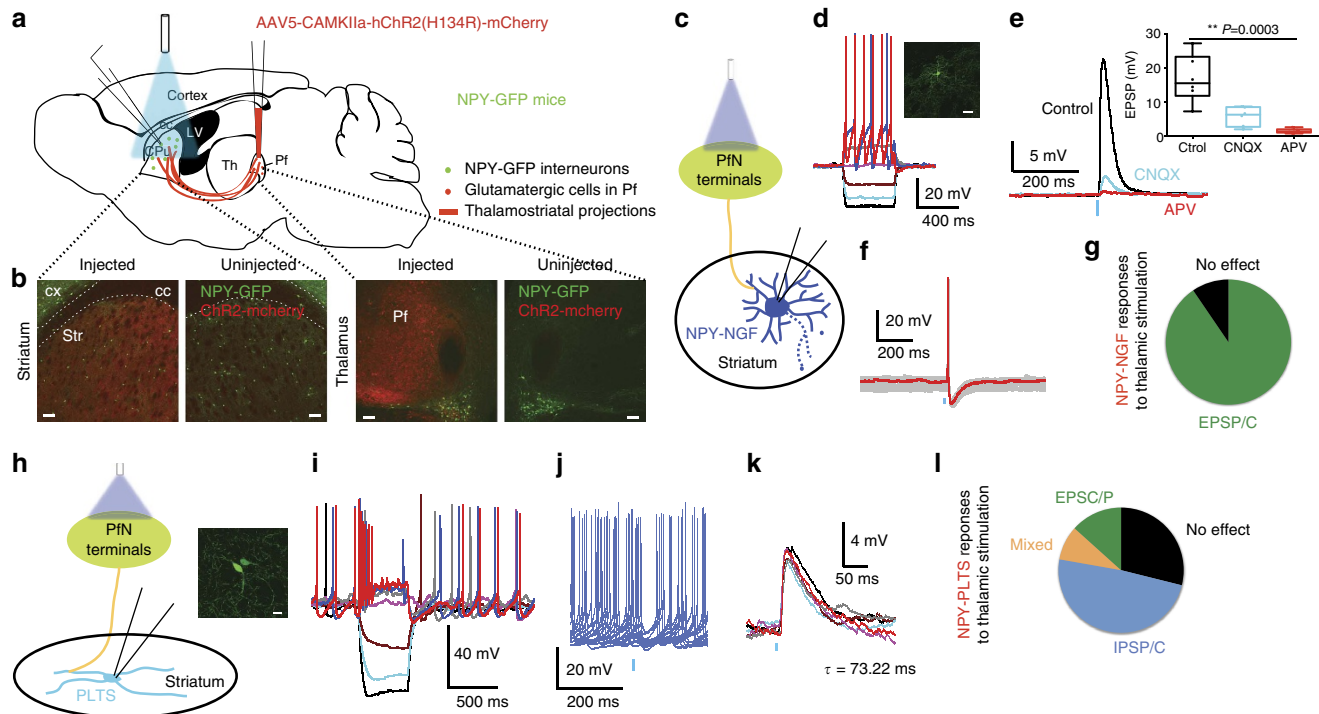 a
AAV5-CAMKIIa-hChR2(H134R)-mCherry
Cortex
cc
LV
CPu
Th
Pf
NPY-GFP mice
NPY-GFP interneurons
Glutamatergic cells in Pf
Thalamostriatal projections
b
Injected
Uninjected
Injected
Uninjected
Striatum
cx
cc
Str
NPY-GFP
ChR2-mcherry
Thalamus
Pf
NPY-GFP
ChR2-mcherry
c
PfN
terminals
NPY-NGF
Striatum
d
20 mV
400 ms
e
** P=0.0003
EPSP (mV)
30
20
10
0
Ctrol
CNQX
APV
Control
5 mV
200 ms
CNQX
APV
f
20 mV
200 ms
g
NPY-NGF responses
to thalamic stimulation
No effect
EPSP/C
h
PfN
terminals
PLTS
Striatum
i
40 mV
500 ms
j
20 mV
200 ms
k
4 mV
50 ms
τ = 73.22 ms
l
NPY-PLTS reponses
to thalamic stimulation
EPSC/P
Mixed
No effect
IPSP/C